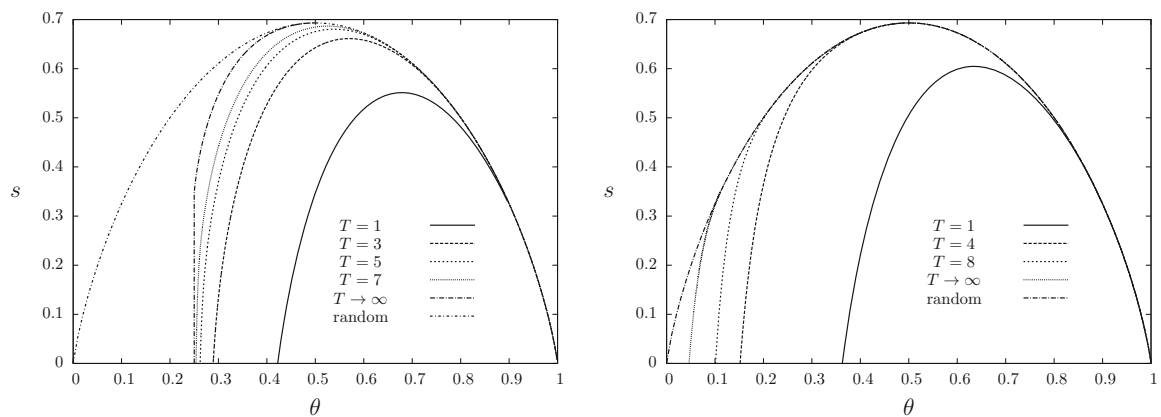 0.7
0.6
0.5
0.4
0.3
0.2
0.1
0
s
T = 1
T = 3
T = 5
T = 7
T → ∞
random
0 0.1 0.2 0.3 0.4 0.5 0.6 0.7 0.8 0.9 1
θ
0.7
0.6
0.5
0.4
0.3
0.2
0.1
0
s
T = 1
T = 4
T = 8
T → ∞
random
0 0.1 0.2 0.3 0.4 0.5 0.6 0.7 0.8 0.9 1
θ